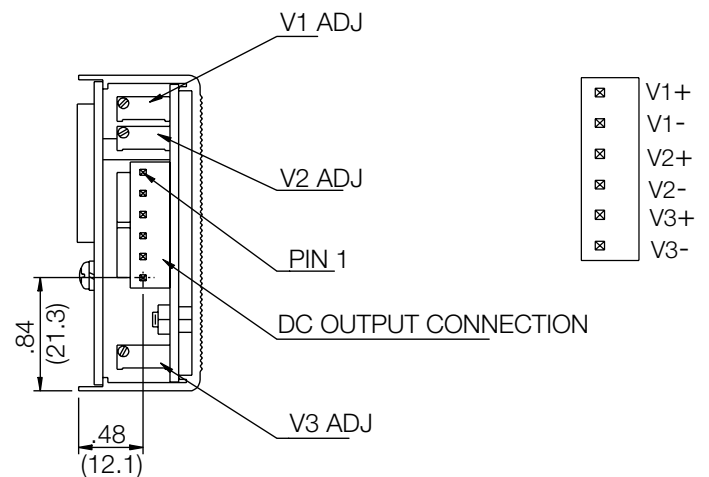 V1 ADJ
V2 ADJ
PIN 1
DC OUTPUT CONNECTION
V3 ADJ
.84
(21.3)
.48
(12.1)
V1+
V1-
V2+
V2-
V3+
V3-